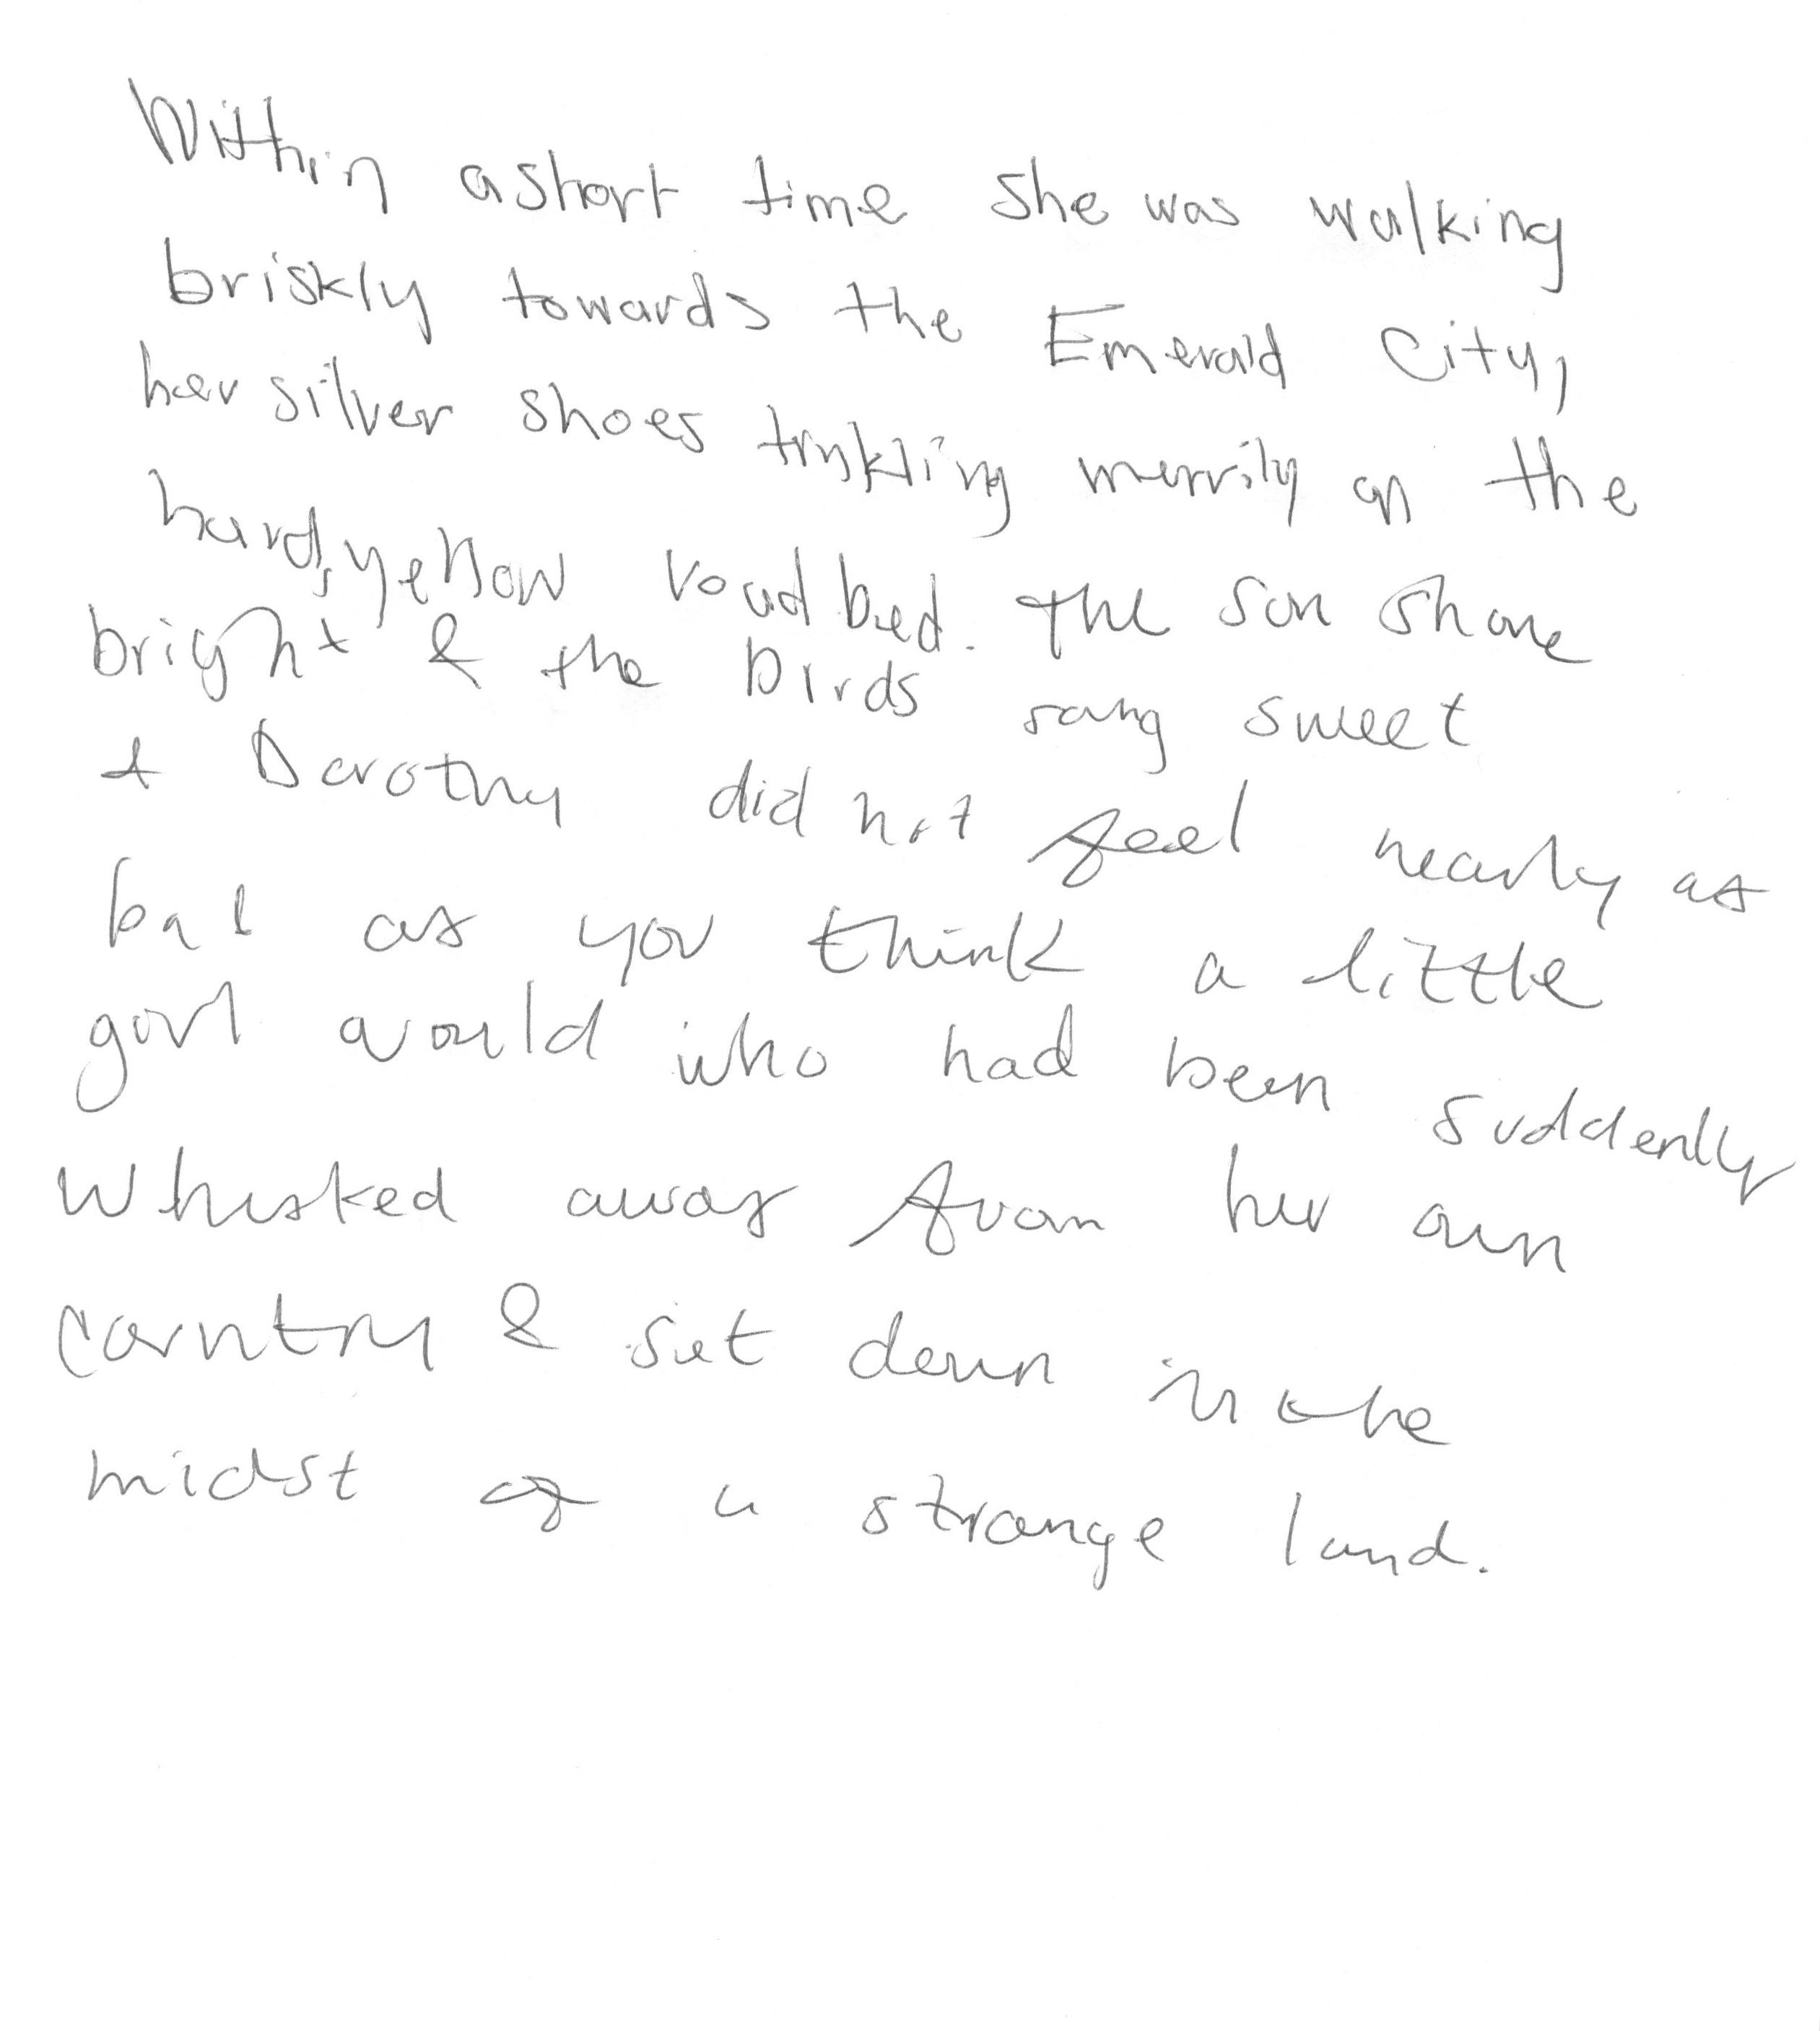 Within a short time she was walking
briskly towards the Emerald City,
her silver shoes tinkling merrily on the
hard, yellow road bed. The sun shone
bright & the birds sang sweet
& Dorothy did not feel nearly as
bad as you think a little
girl would who had been suddenly
whisked away from her own
country & set down in the
midst of a strange land.